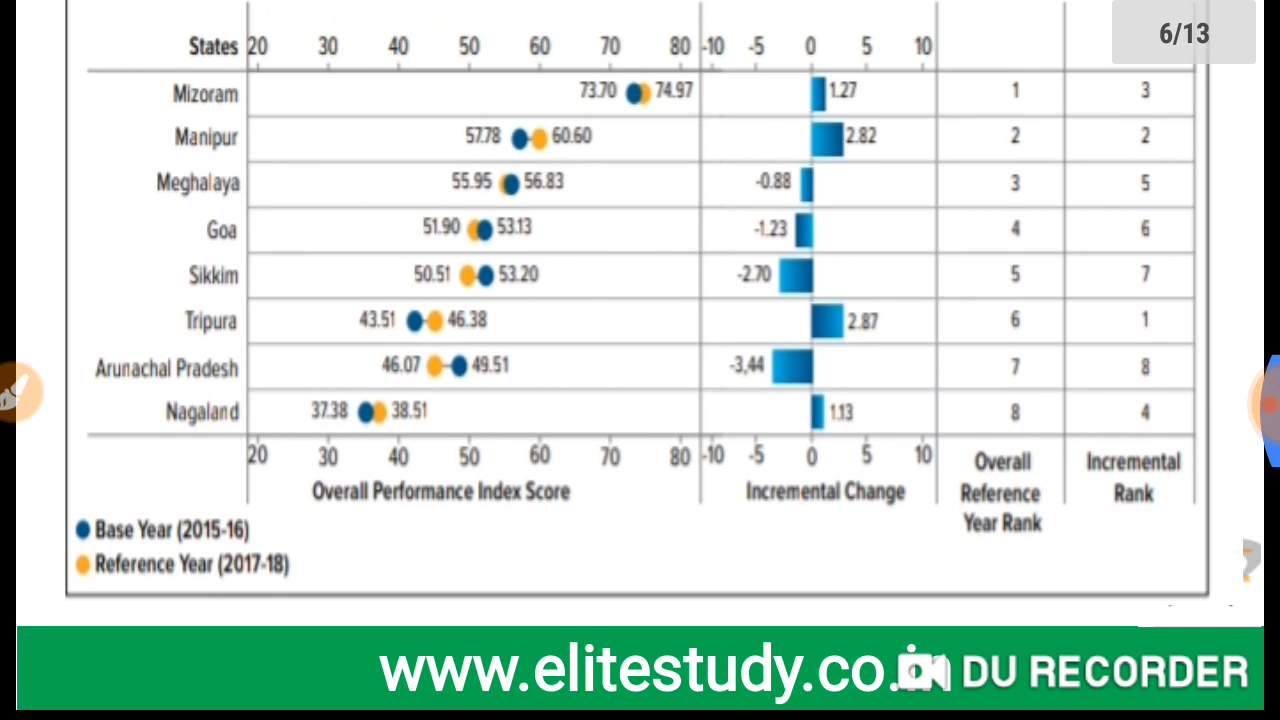 6/13
States 20 30 40 50 60 70 80 -10 -5 0 5 10
Mizoram 73.70 74.97 1.27 1 3
Manipur 57.78 60.60 2.82 2 2
Meghalaya 55.95 56.83 -0.88 3 5
Goa 51.90 53.13 -1.23 4 6
Sikkim 50.51 53.20 -2.70 5 7
Tripura 43.51 46.38 2.87 6 1
Arunachal Pradesh 46.07 49.51 -3,44 7 8
Nagaland 37.38 38.51 1.13 8 4
20 30 40 50 60 70 80 -10 -5 0 5 10
Overall Performance Index Score
Incremental Change
Overall
Reference
Year Rank
Incremental
Rank
Base Year (2015-16)
Reference Year (2017-18)
www.elitestudy.co.in
DU RECORDER